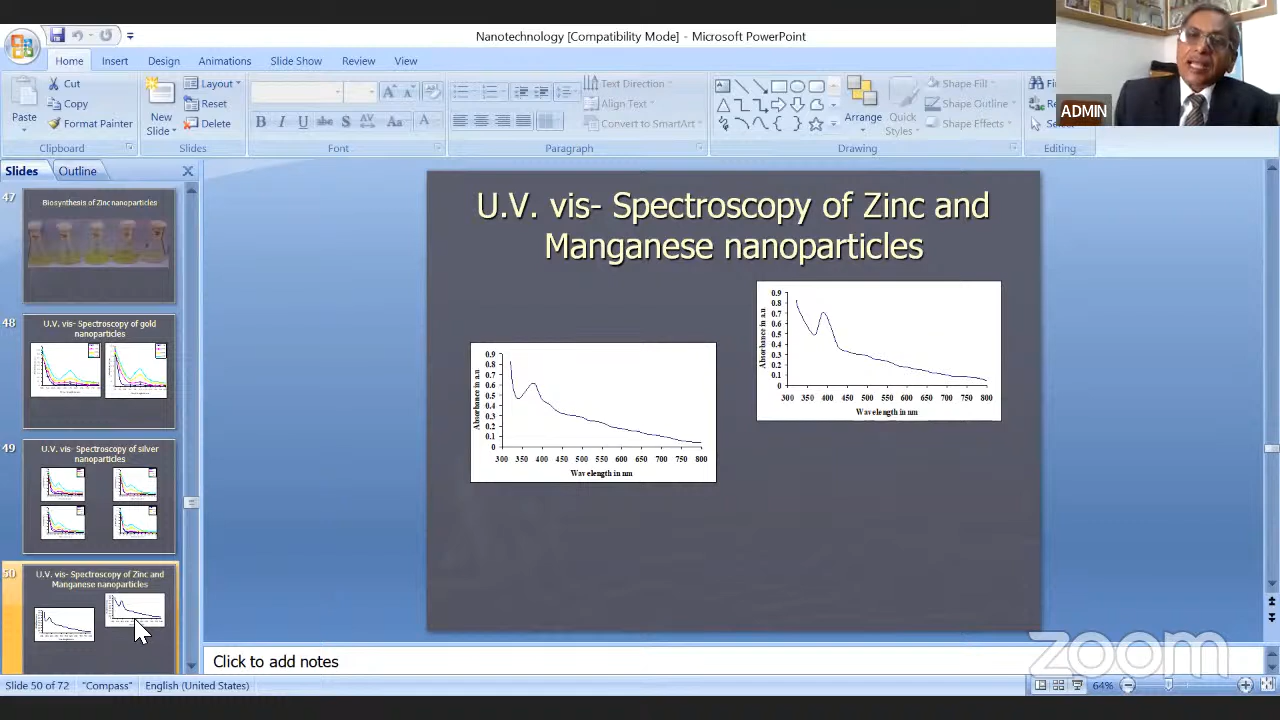 Nanotechnology [Compatibility Mode] - Microsoft PowerPoint
Home Insert Design Animations Slide Show Review View
Paste
Cut
Copy
Format Painter
Clipboard
New Slide
Layout
Reset
Delete
Slides
B I U abe S AV Aa A
Font
Text Direction
Align Text
Convert to SmartArt
Paragraph
Arrange
Quick Styles
Shape Fill
Shape Outline
Shape Effects
Drawing
Editing
ADMIN
Slides Outline
47
Biosynthesis of Zinc nanoparticles
48
U.V. vis- Spectroscopy of gold
nanoparticles
49
U.V. vis- Spectroscopy of silver
nanoparticles
50
U.V. vis- Spectroscopy of Zinc and
Manganese nanoparticles
U.V. vis- Spectroscopy of Zinc and
Manganese nanoparticles
Absorbance in a.u
0.9
0.8
0.7
0.6
0.5
0.4
0.3
0.2
0.1
0
300 350 400 450 500 550 600 650 700 750 800
Wavelength in nm
Absorbance in a.u
0.9
0.8
0.7
0.6
0.5
0.4
0.3
0.2
0.1
0
300 350 400 450 500 550 600 650 700 750 800
Wavelength in nm
Click to add notes
zoom
Slide 50 of 72 "Compass" English (United States) 64%